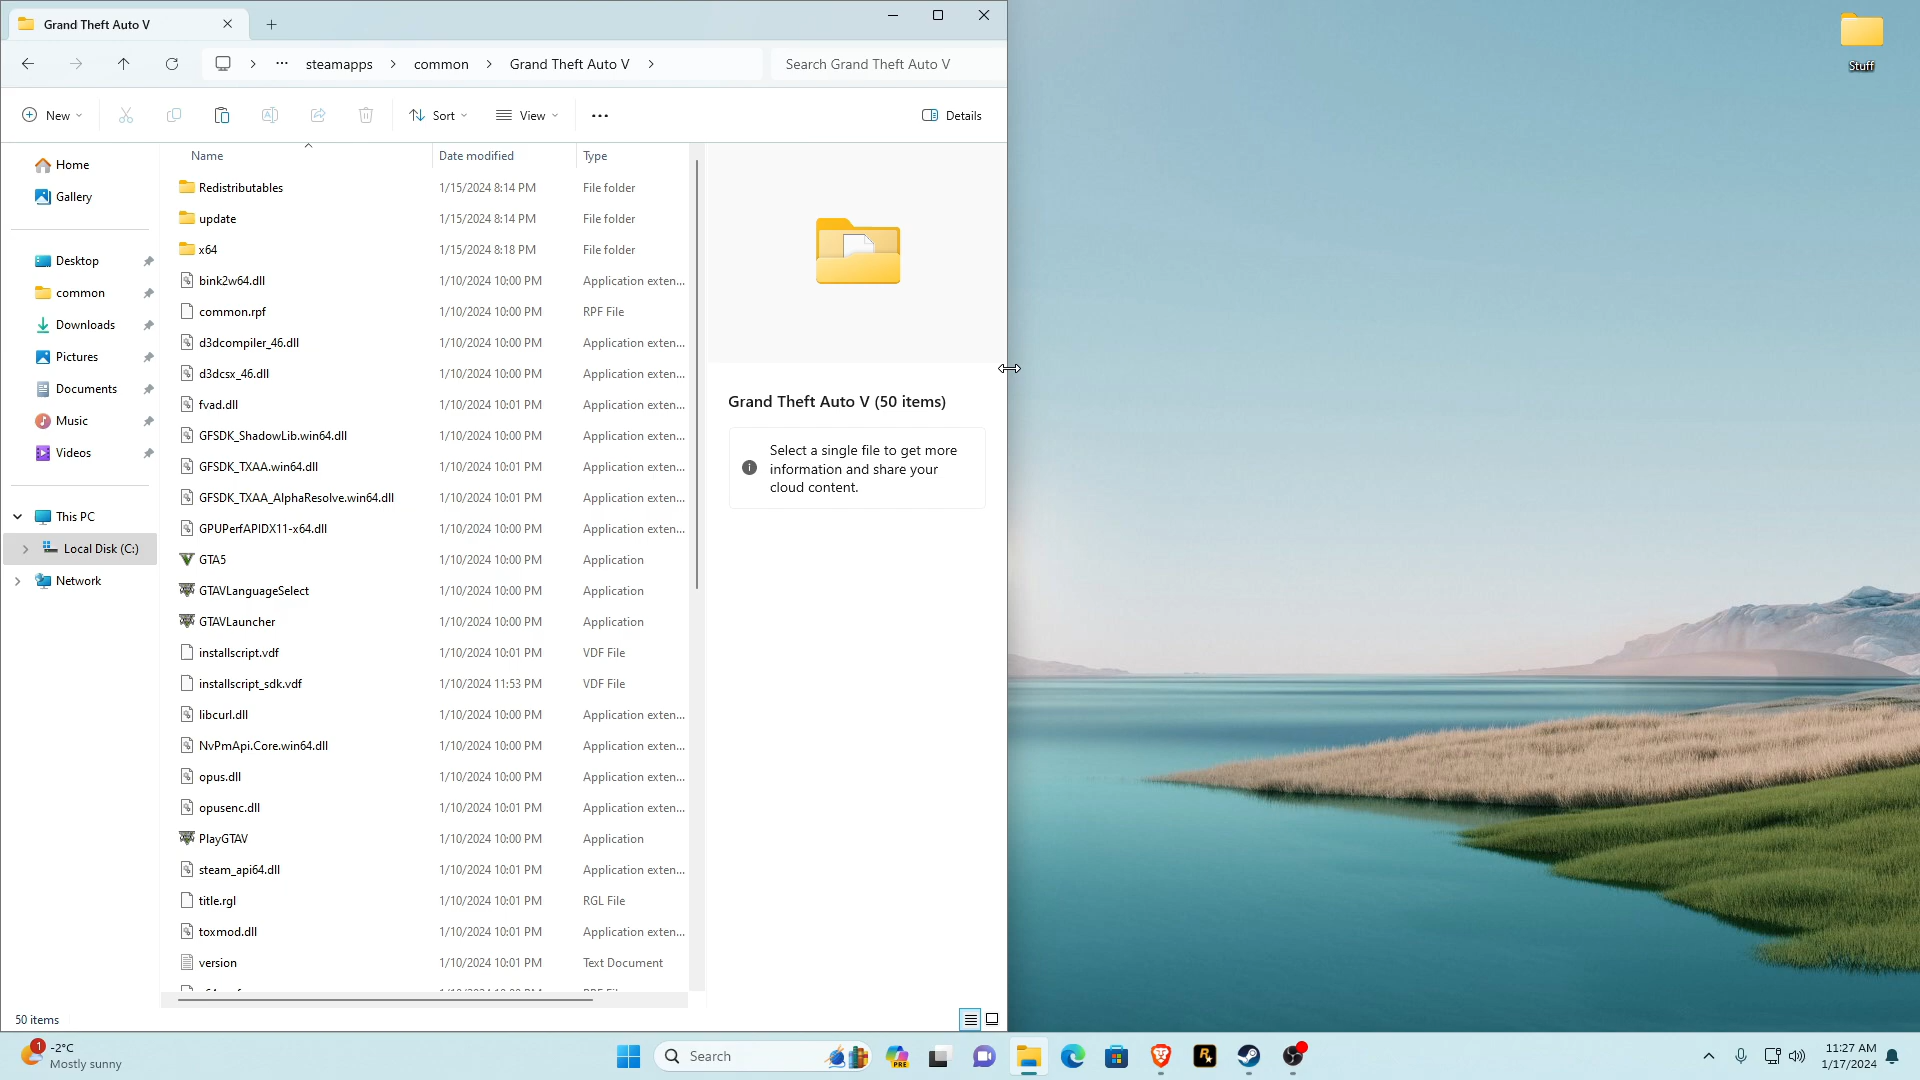 Grand Theft Auto V
steamapps > common > Grand Theft Auto V >
Search Grand Theft Auto V
New
Sort
View
Details
Home
Gallery
Desktop
common
Downloads
Pictures
Documents
Music
Videos
This PC
Local Disk (C:)
Network
Name Date modified Type
Redistributables 1/15/2024 8:14 PM File folder
update 1/15/2024 8:14 PM File folder
x64 1/15/2024 8:18 PM File folder
bink2w64.dll 1/10/2024 10:00 PM Application exten...
common.rpf 1/10/2024 10:00 PM RPF File
d3dcompiler_46.dll 1/10/2024 10:00 PM Application exten...
d3dcsx_46.dll 1/10/2024 10:00 PM Application exten...
fvad.dll 1/10/2024 10:01 PM Application exten...
GFSDK_ShadowLib.win64.dll 1/10/2024 10:00 PM Application exten...
GFSDK_TXAA.win64.dll 1/10/2024 10:01 PM Application exten...
GFSDK_TXAA_AlphaResolve.win64.dll 1/10/2024 10:01 PM Application exten...
GPUPerfAPIDX11-x64.dll 1/10/2024 10:00 PM Application exten...
GTA5 1/10/2024 10:00 PM Application
GTAVLanguageSelect 1/10/2024 10:00 PM Application
GTAVLauncher 1/10/2024 10:00 PM Application
installscript.vdf 1/10/2024 10:01 PM VDF File
installscript_sdk.vdf 1/10/2024 11:53 PM VDF File
libcurl.dll 1/10/2024 10:00 PM Application exten...
NvPmApi.Core.win64.dll 1/10/2024 10:00 PM Application exten...
opus.dll 1/10/2024 10:00 PM Application exten...
opusenc.dll 1/10/2024 10:01 PM Application exten...
PlayGTAV 1/10/2024 10:00 PM Application
steam_api64.dll 1/10/2024 10:01 PM Application exten...
title.rgl 1/10/2024 10:01 PM RGL File
toxmod.dll 1/10/2024 10:01 PM Application exten...
version 1/10/2024 10:01 PM Text Document
Grand Theft Auto V (50 items)
Select a single file to get more
information and share your
cloud content.
50 items
Stuff
1
-2°C
Mostly sunny
Search
PRE
11:27 AM
1/17/2024